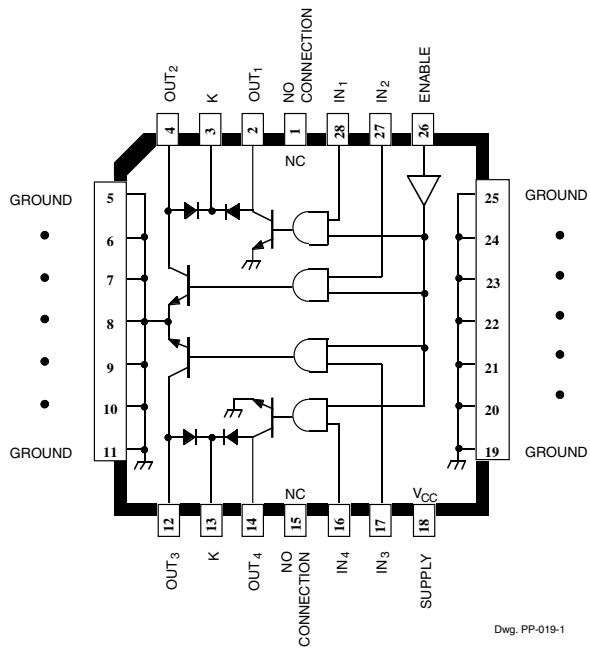 OUT2
K
OUT1
NO
CONNECTION
IN1
IN2
ENABLE
4
3
2
1
28
27
26
NC
GROUND
5
6
7
8
9
10
11
GROUND
25
GROUND
24
23
22
21
20
19
GROUND
NC
VCC
12
13
14
15
16
17
18
OUT3
K
OUT4
NO
CONNECTION
IN4
IN3
SUPPLY
Dwg. PP-019-1